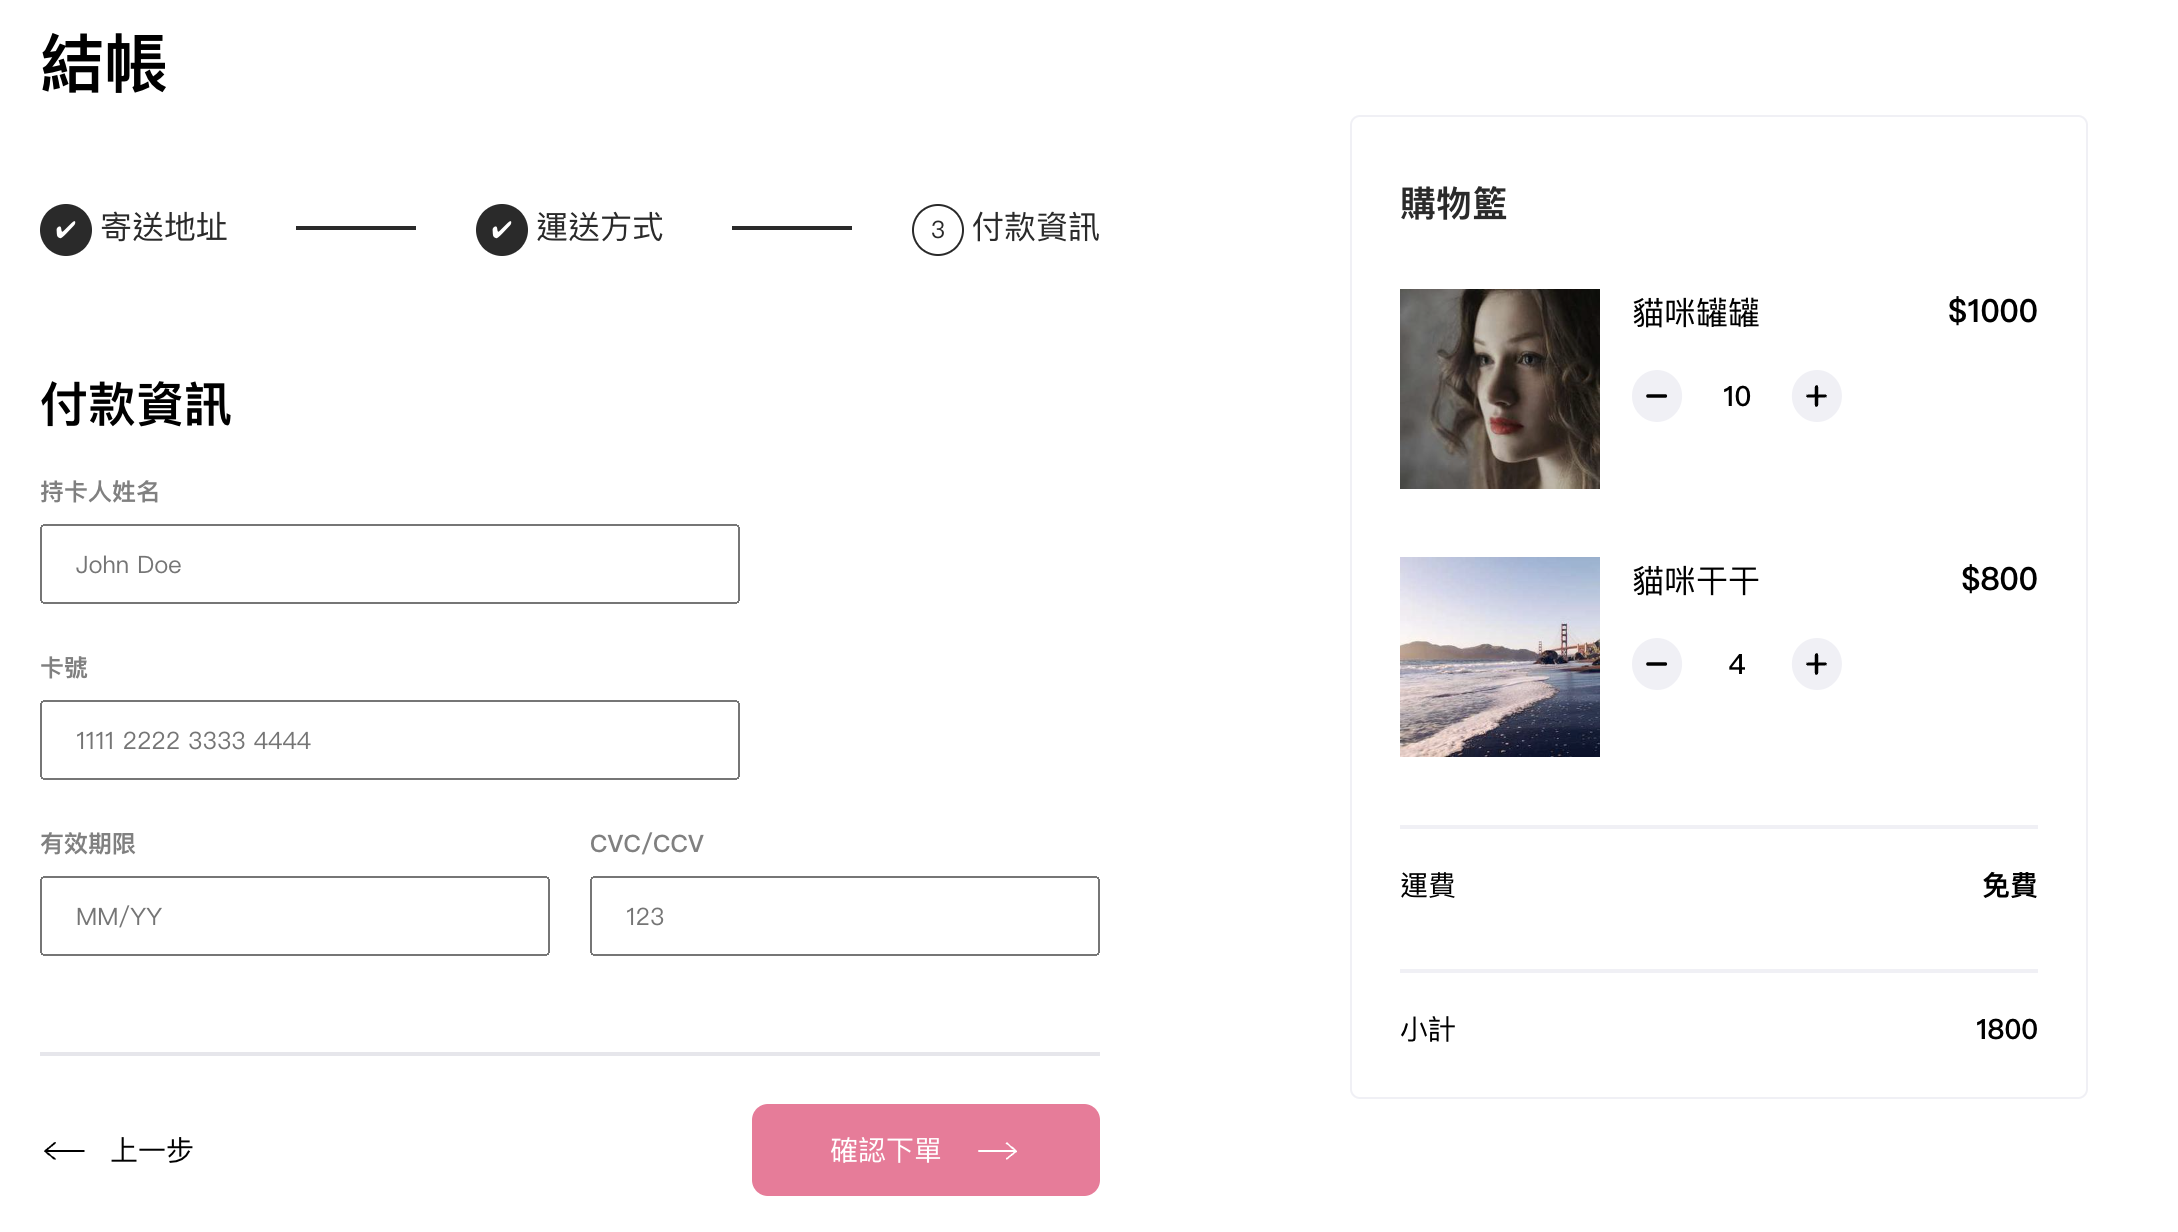 結帳
✔ 寄送地址
✔ 運送方式
3 付款資訊
付款資訊
持卡人姓名
John Doe
卡號
1111 2222 3333 4444
有效期限
MM/YY
CVC/CCV
123
上一步
確認下單
購物籃
貓咪罐罐 $1000
10
貓咪干干 $800
4
運費 免費
小計 1800